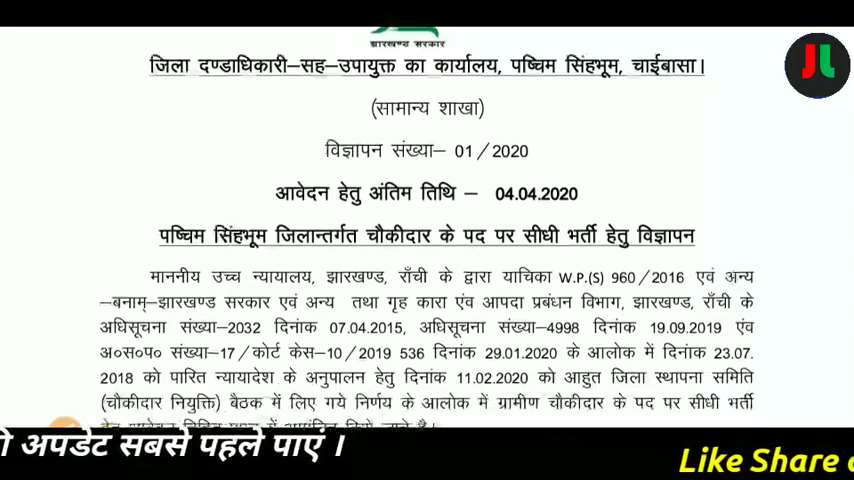 झारखण्ड सरकार
जिला दण्डाधिकारी–सह–उपायुक्त का कार्यालय, पश्चिम सिंहभूम, चाईबासा।
(सामान्य शाखा)
विज्ञापन संख्या– 01/2020
आवेदन हेतु अंतिम तिथि – 04.04.2020
पश्चिम सिंहभूम जिलान्तर्गत चौकीदार के पद पर सीधी भर्ती हेतु विज्ञापन
माननीय उच्च न्यायालय, झारखण्ड, राँची के द्वारा याचिका W.P.(S) 960/2016 एवं अन्य
–बनाम्–झारखण्ड सरकार एवं अन्य तथा गृह कारा एंव आपदा प्रबंदन विभाग, झारखण्ड, राँची के
अधिसूचना संख्या–2032 दिनांक 07.04.2015, अधिसूचना संख्या–4998 दिनांक 19.09.2019 एंव
अ०स०प० संख्या–17/कोर्ट केस–10/2019 536 दिनांक 29.01.2020 के आलोक में दिनांक 23.07.
2018 को पारित न्यायादेश के अनुपालन हेतु दिनांक 11.02.2020 को आहुत जिला स्थापना समिति
(चौकीदार नियुक्ति) बैठक में लिए गये निर्णय के आलोक में ग्रामीण चौकीदार के पद पर सीधी भर्ती
अपडेट सबसे पहले पाएं ।
Like Share